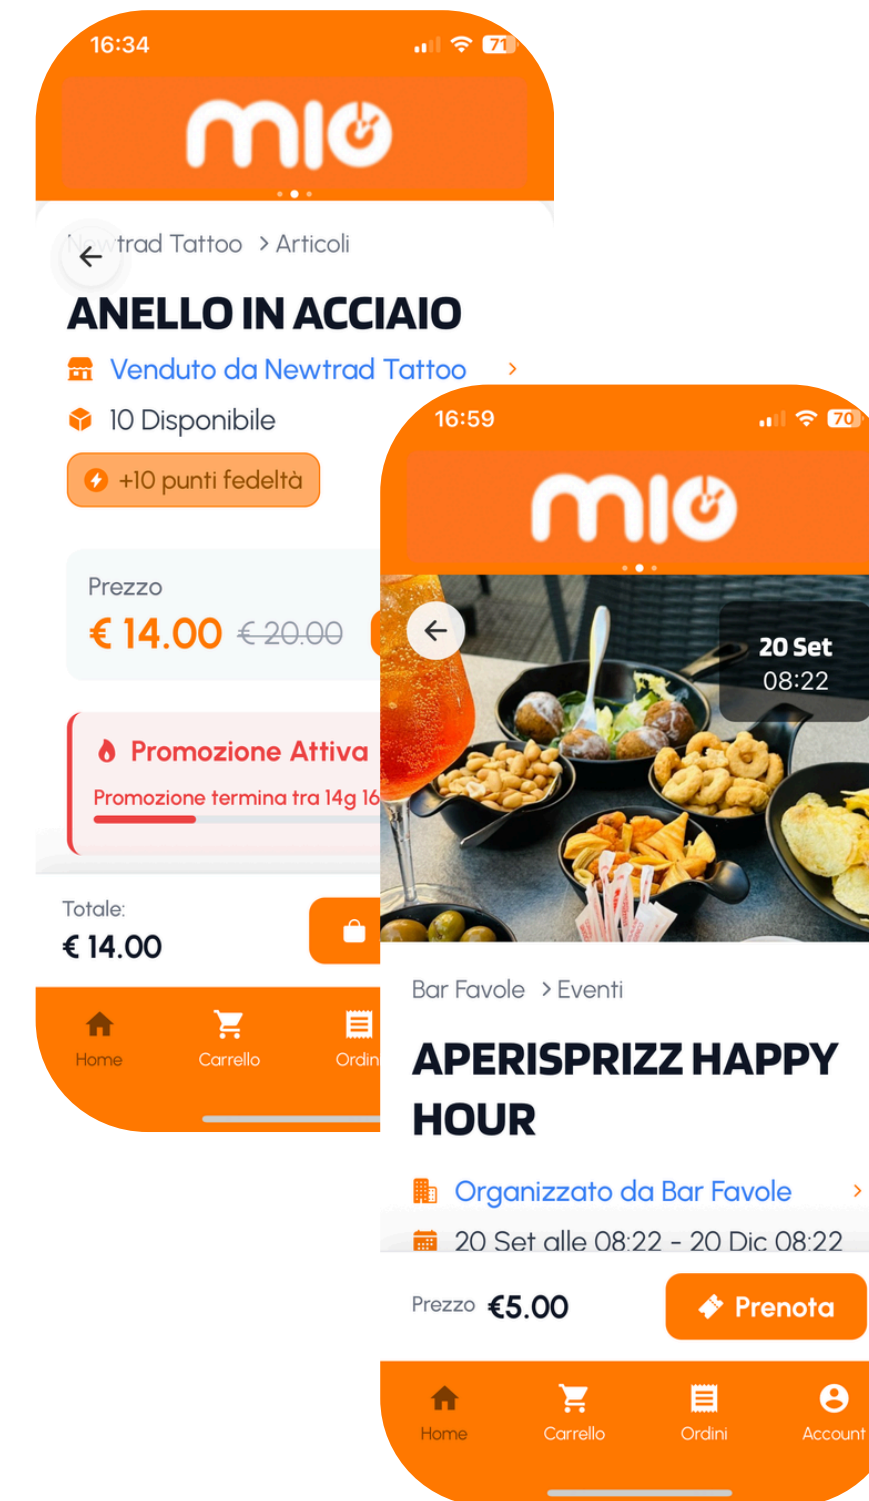 16:34
71
mio
Newtrad Tattoo > Articoli
ANELLO IN ACCIAIO
Venduto da Newtrad Tattoo
10 Disponibile
+10 punti fedeltà
Prezzo
€ 14.00 € 20.00
Promozione Attiva
Promozione termina tra 14g 16
Totale:
€ 14.00
Home
Carrello
Ordin
16:59
70
mio
20 Set
08:22
Bar Favole > Eventi
APERISPRIZZ HAPPY
HOUR
Organizzato da Bar Favole
20 Set alle 08:22 - 20 Dic 08:22
Prezzo €5.00
Prenota
Home
Carrello
Ordini
Account